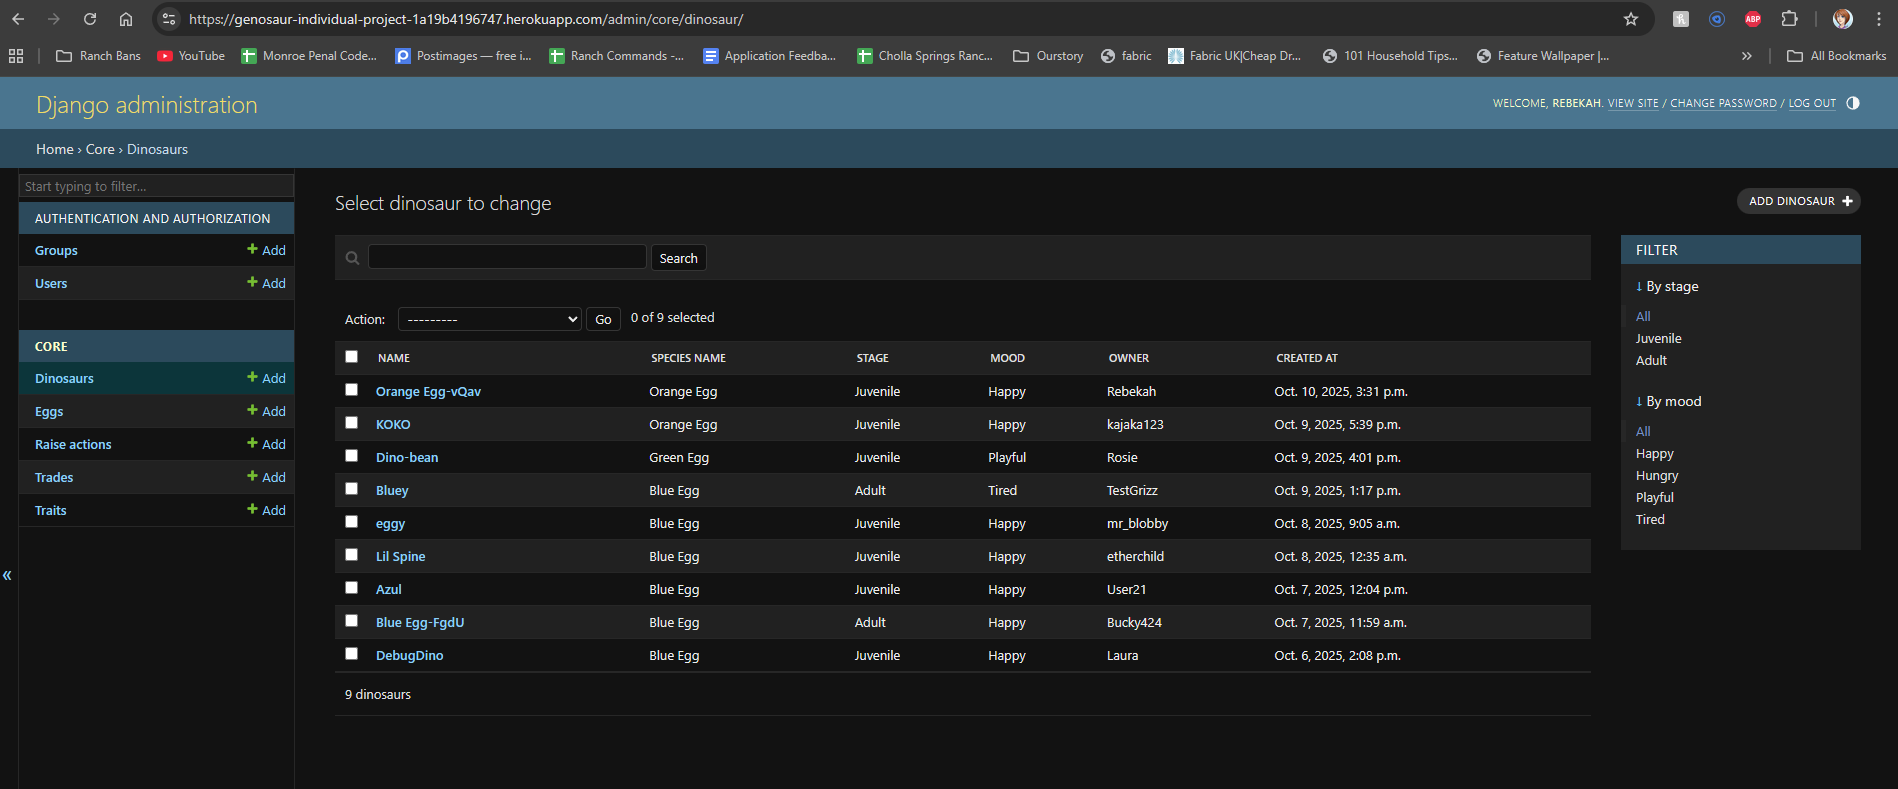 https://genosaur-individual-project-1a19b4196747.herokuapp.com/admin/core/dinosaur/
ABP
Ranch Bans YouTube Monroe Penal Code... Postimages — free i... Ranch Commands -... Application Feedba... Cholla Springs Ranc... Ourstory fabric Fabric UK|Cheap Dr... 101 Household Tips... Feature Wallpaper |... » All Bookmarks
Django administration
WELCOME, REBEKAH. VIEW SITE / CHANGE PASSWORD / LOG OUT
Home › Core › Dinosaurs
Start typing to filter...
AUTHENTICATION AND AUTHORIZATION
Groups + Add
Users + Add
CORE
Dinosaurs + Add
Eggs + Add
Raise actions + Add
Trades + Add
Traits + Add
«
Select dinosaur to change
ADD DINOSAUR +
Search
Action: --------- Go 0 of 9 selected
NAME SPECIES NAME STAGE MOOD OWNER CREATED AT
Orange Egg-vQav Orange Egg Juvenile Happy Rebekah Oct. 10, 2025, 3:31 p.m.
KOKO Orange Egg Juvenile Happy kajaka123 Oct. 9, 2025, 5:39 p.m.
Dino-bean Green Egg Juvenile Playful Rosie Oct. 9, 2025, 4:01 p.m.
Bluey Blue Egg Adult Tired TestGrizz Oct. 9, 2025, 1:17 p.m.
eggy Blue Egg Juvenile Happy mr_blobby Oct. 8, 2025, 9:05 a.m.
Lil Spine Blue Egg Juvenile Happy etherchild Oct. 8, 2025, 12:35 a.m.
Azul Blue Egg Juvenile Happy User21 Oct. 7, 2025, 12:04 p.m.
Blue Egg-FgdU Blue Egg Adult Happy Bucky424 Oct. 7, 2025, 11:59 a.m.
DebugDino Blue Egg Juvenile Happy Laura Oct. 6, 2025, 2:08 p.m.
9 dinosaurs
FILTER
↓ By stage
All
Juvenile
Adult
↓ By mood
All
Happy
Hungry
Playful
Tired